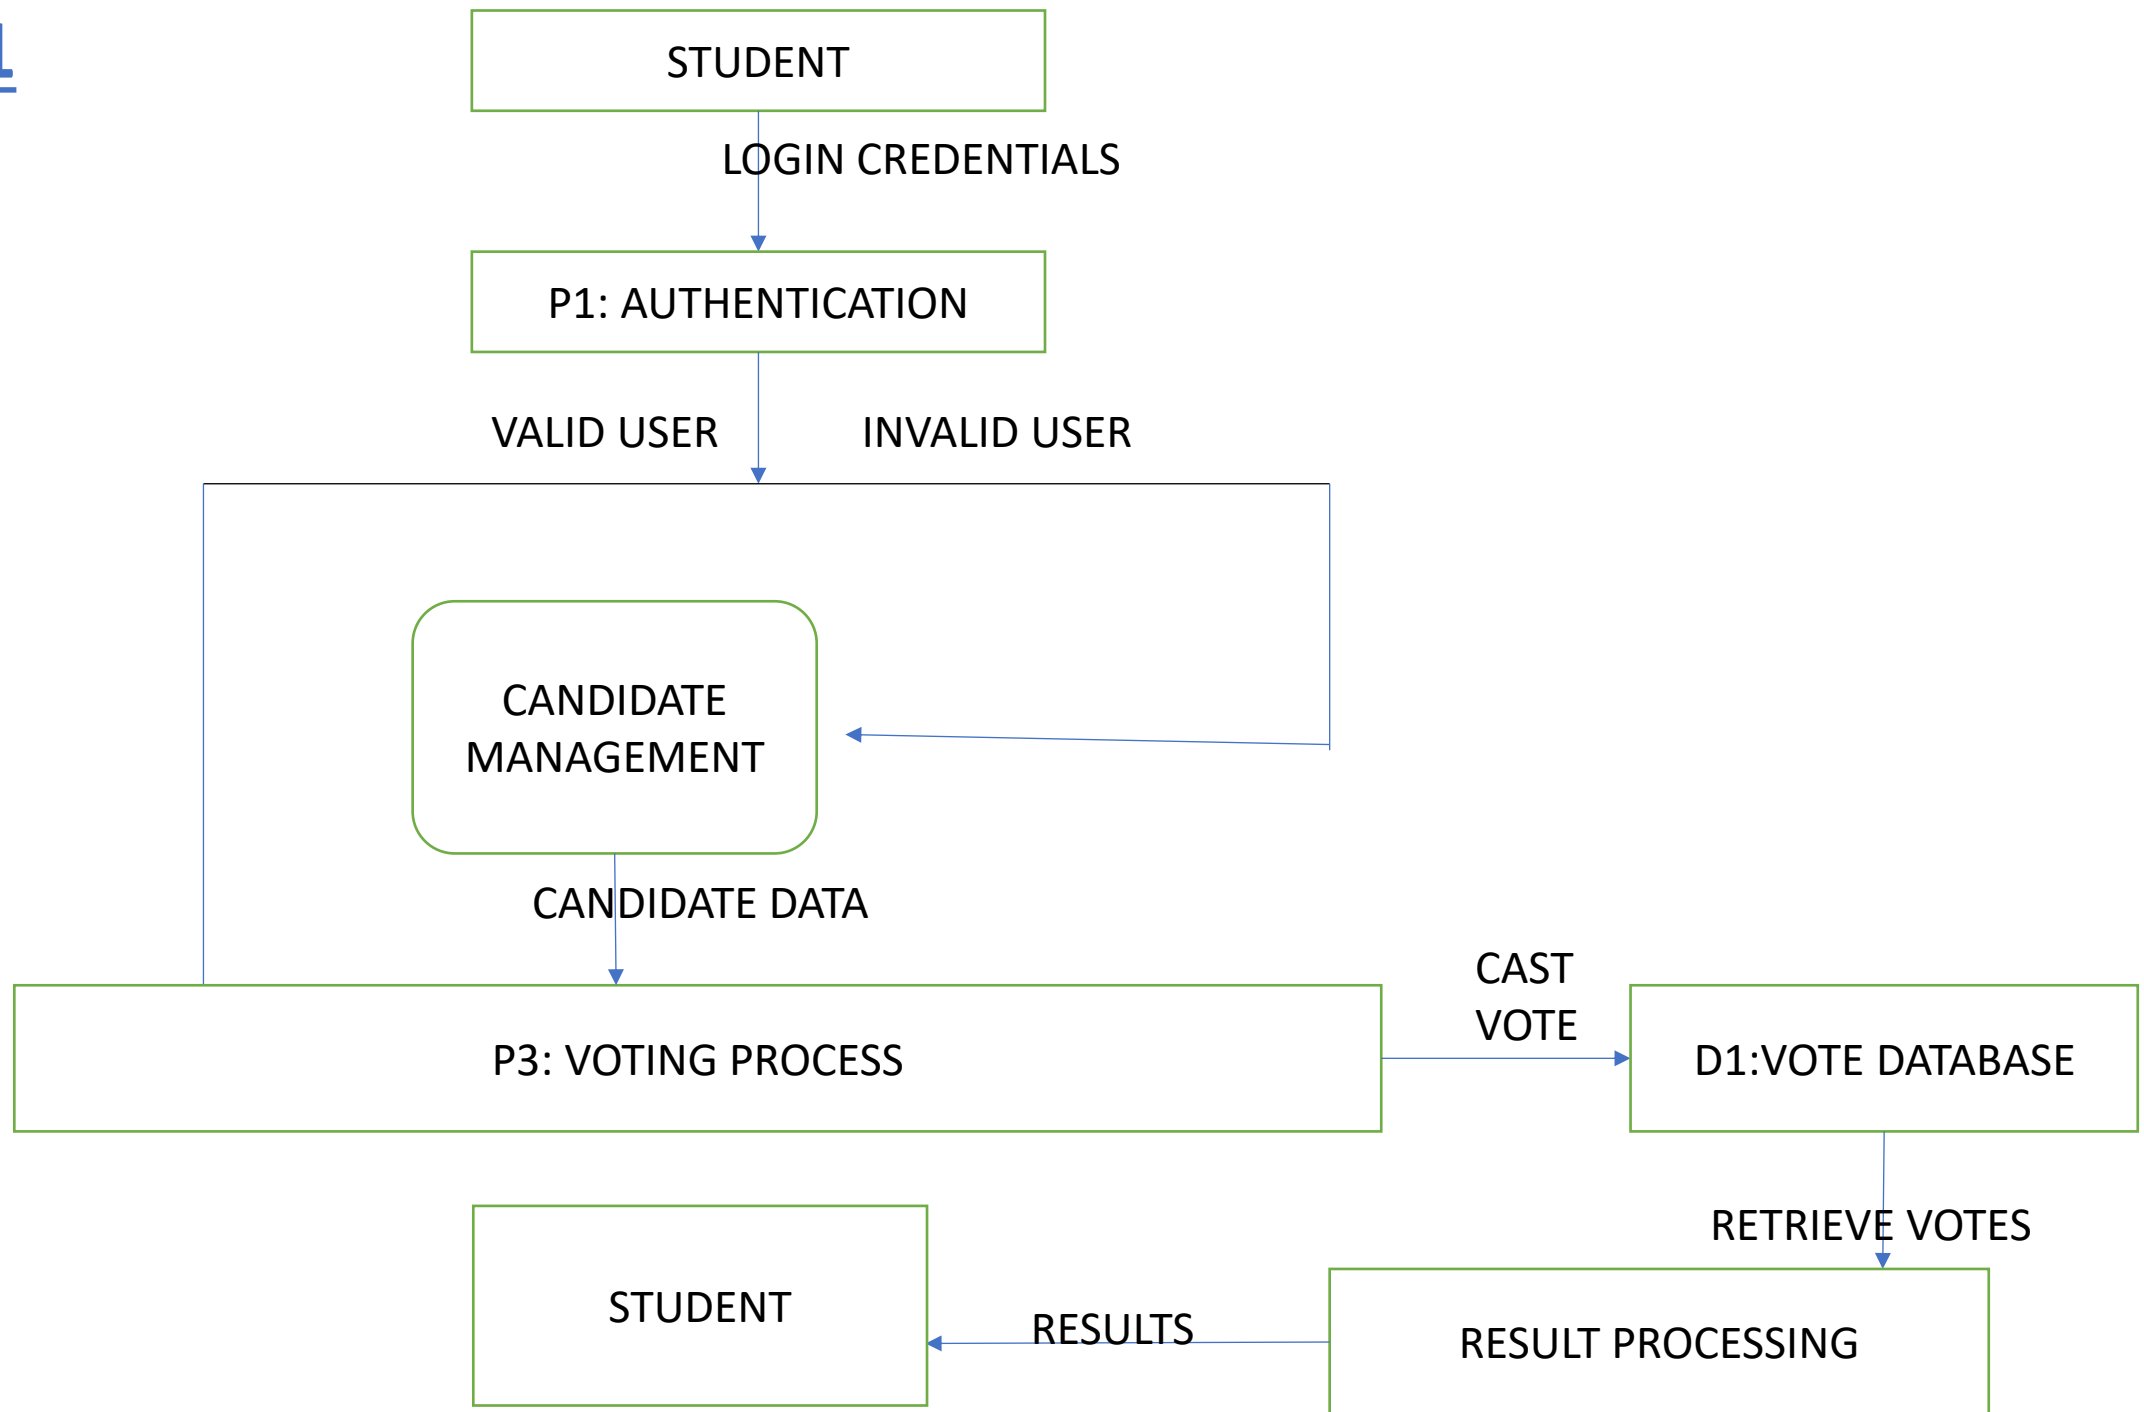 1
STUDENT
LOGIN CREDENTIALS
P1: AUTHENTICATION
VALID USER
INVALID USER
CANDIDATE
MANAGEMENT
CANDIDATE DATA
CAST
VOTE
P3: VOTING PROCESS
D1:VOTE DATABASE
RETRIEVE VOTES
STUDENT
RESULTS
RESULT PROCESSING